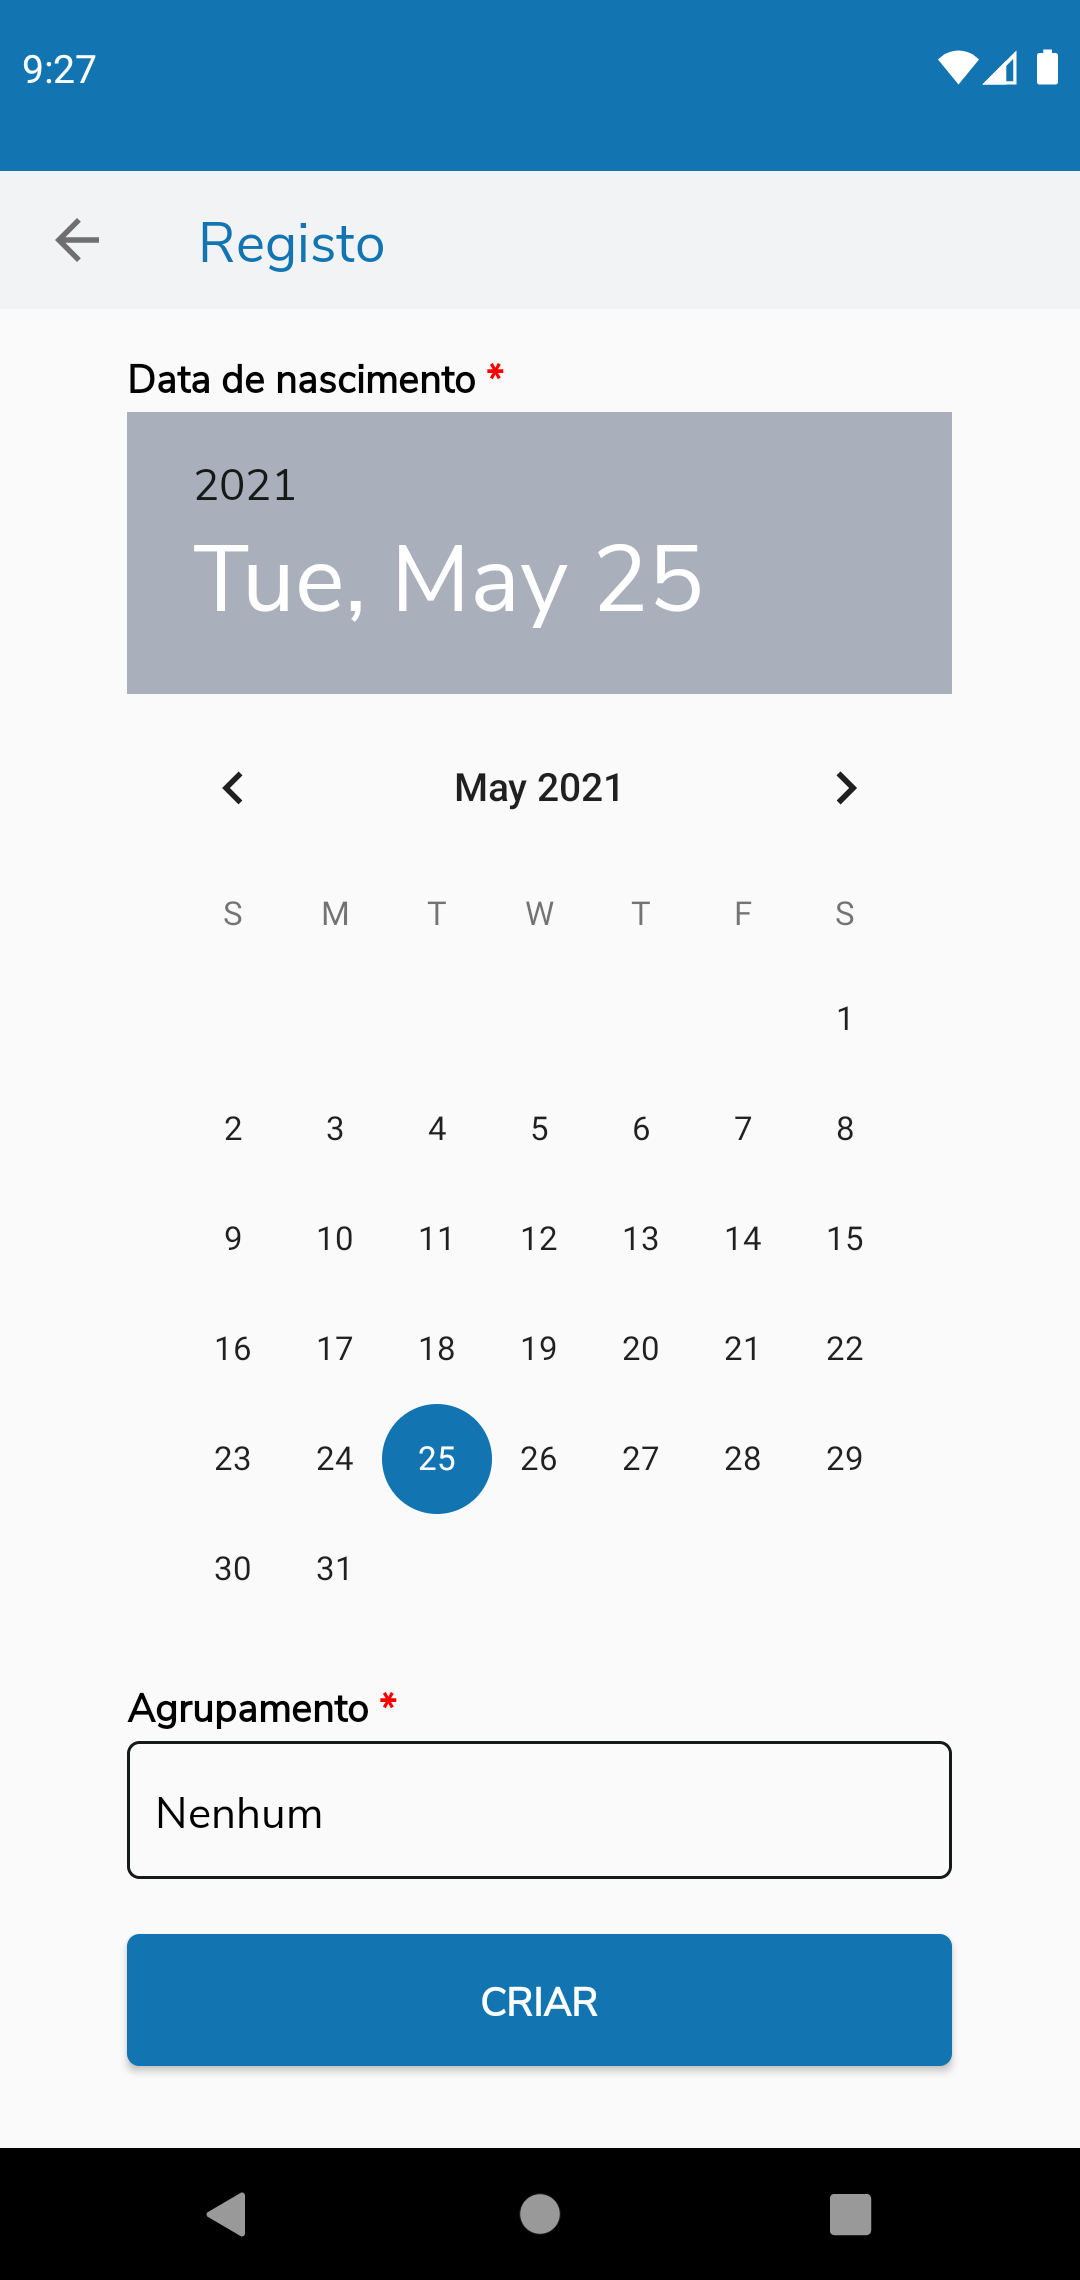 9:27
Registo
Data de nascimento *
2021
Tue, May 25
May 2021
S M T W T F S
1
2 3 4 5 6 7 8
9 10 11 12 13 14 15
16 17 18 19 20 21 22
23 24 25 26 27 28 29
30 31
Agrupamento *
Nenhum
CRIAR